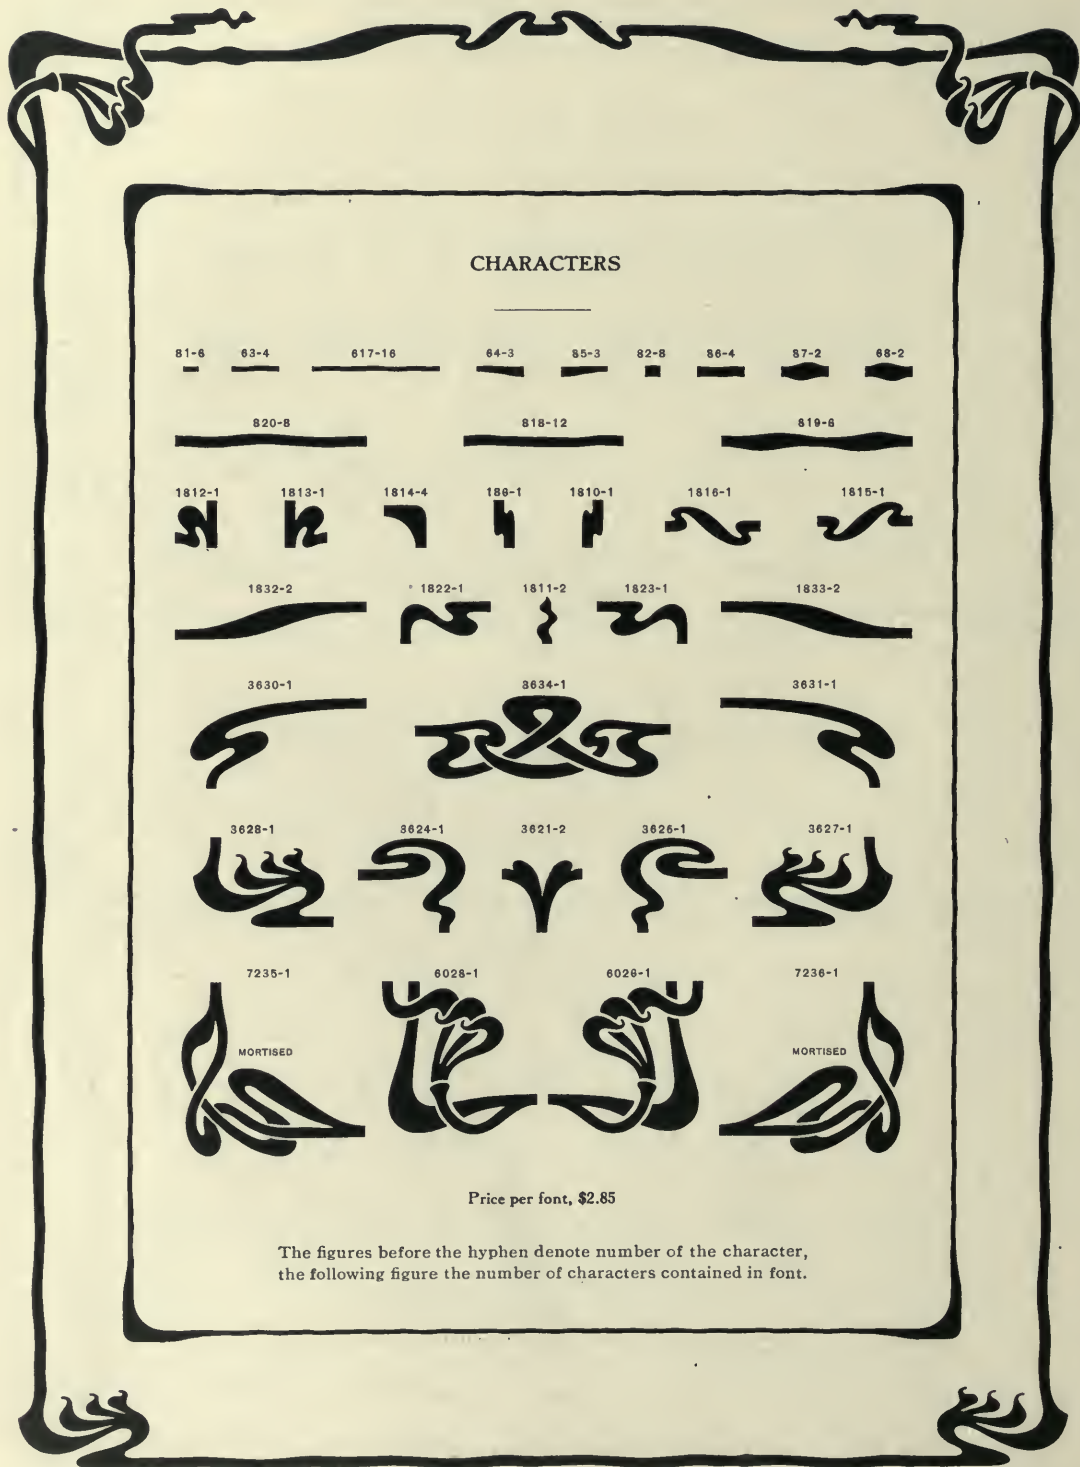 CHARACTERS
81-6 63-4 617-16 64-3 85-3 82-8 86-4 87-2 68-2
820-8 818-12 819-6
1812-1 1813-1 1814-4 186-1 1810-1 1816-1 1815-1
1832-2 1822-1 1811-2 1823-1 1833-2
3630-1 3634-1 3631-1
3628-1 3624-1 3621-2 3626-1 3627-1
7235-1 6028-1 6026-1 7236-1
MORTISED MORTISED
Price per font, $2.85
The figures before the hyphen denote number of the character,
the following figure the number of characters contained in font.